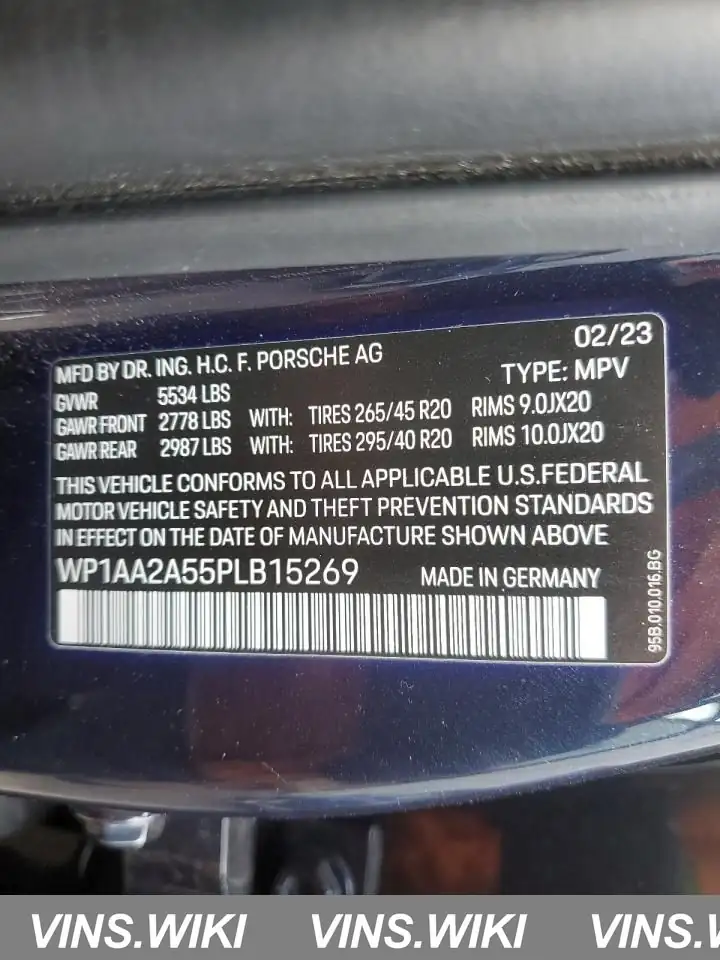 02/23
MFD BY DR. ING. H.C. F. PORSCHE AG
TYPE: MPV
GVWR 5534 LBS
GAWR FRONT 2778 LBS WITH: TIRES 265/45 R20 RIMS 9.0JX20
GAWR REAR 2987 LBS WITH: TIRES 295/40 R20 RIMS 10.0JX20
THIS VEHICLE CONFORMS TO ALL APPLICABLE U.S.FEDERAL
MOTOR VEHICLE SAFETY AND THEFT PREVENTION STANDARDS
IN EFFECT ON THE DATE OF MANUFACTURE SHOWN ABOVE
WP1AA2A55PLB15269 MADE IN GERMANY
95B.010.016.BG
VINS.WIKI VINS.WIKI VINS.W